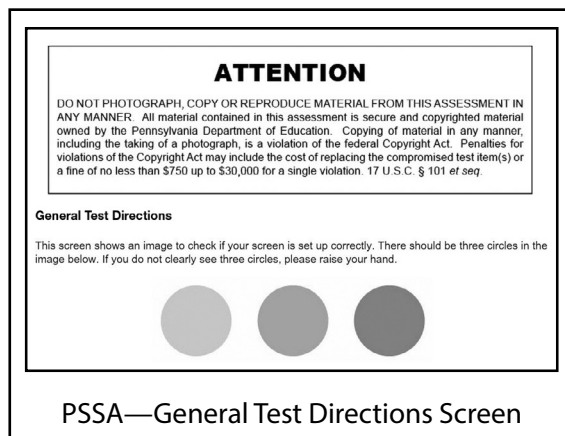 ATTENTION
DO NOT PHOTOGRAPH, COPY OR REPRODUCE MATERIAL FROM THIS ASSESSMENT IN
ANY MANNER. All material contained in this assessment is secure and copyrighted material
owned by the Pennsylvania Department of Education. Copying of material in any manner,
including the taking of a photograph, is a violation of the federal Copyright Act. Penalties for
violations of the Copyright Act may include the cost of replacing the compromised test item(s) or
a fine of no less than $750 up to $30,000 for a single violation. 17 U.S.C. § 101 et seq.
General Test Directions
This screen shows an image to check if your screen is set up correctly. There should be three circles in the
image below. If you do not clearly see three circles, please raise your hand.
PSSA—General Test Directions Screen